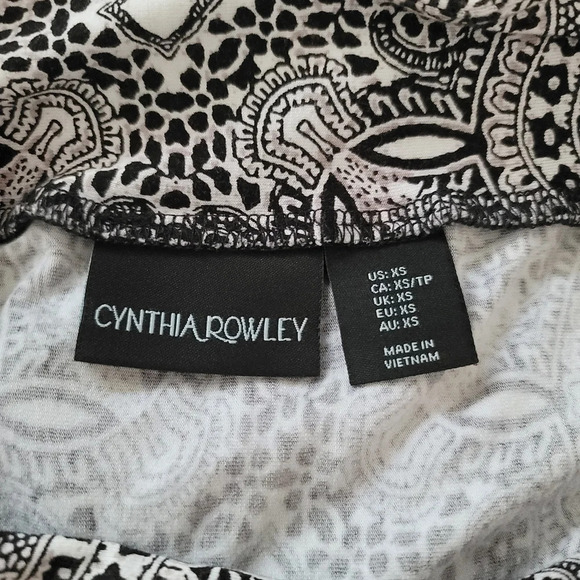 CYNTHIA ROWLEY
US: XS
CA: XS/TP
UK: XS
EU: XS
AU: XS
MADE IN
VIETNAM